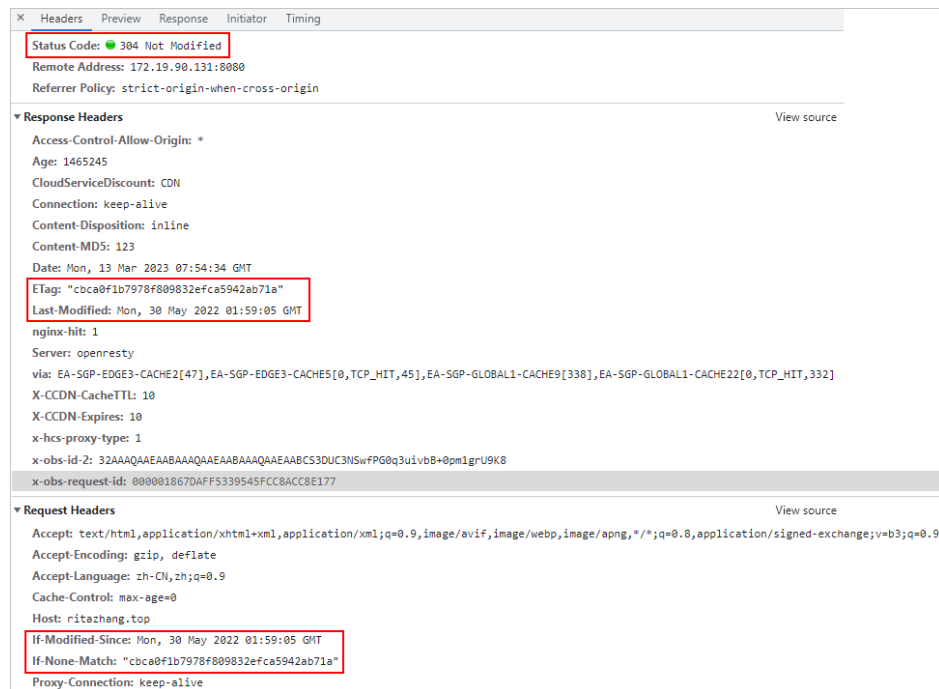 × Headers Preview Response Initiator Timing
Status Code: 304 Not Modified
Remote Address: 172.19.90.131:8080
Referrer Policy: strict-origin-when-cross-origin
Response Headers View source
Access-Control-Allow-Origin: *
Age: 1465245
CloudServiceDiscount: CDN
Connection: keep-alive
Content-Disposition: inline
Content-MD5: 123
Date: Mon, 13 Mar 2023 07:54:34 GMT
ETag: "cbca0f1b7978f809832efca5942ab71a"
Last-Modified: Mon, 30 May 2022 01:59:05 GMT
nginx-hit: 1
Server: openresty
via: EA-SGP-EDGE3-CACHE2[47],EA-SGP-EDGE3-CACHE5[0,TCP_HIT,45],EA-SGP-GLOBAL1-CACHE9[338],EA-SGP-GLOBAL1-CACHE22[0,TCP_HIT,332]
X-CCDN-CacheTTL: 10
X-CCDN-Expires: 10
x-hcs-proxy-type: 1
x-obs-id-2: 32AAAQAAEAABAAAQAAEAABAAAQAAEAABCS3DUC3NSwfPG0q3uivbB+0pm1grU9K8
x-obs-request-id: 000001867DAFF5339545FCC8ACC8E177
Request Headers View source
Accept: text/html,application/xhtml+xml,application/xml;q=0.9,image/avif,image/webp,image/apng,*/*;q=0.8,application/signed-exchange;v=b3;q=0.9
Accept-Encoding: gzip, deflate
Accept-Language: zh-CN,zh;q=0.9
Cache-Control: max-age=0
Host: ritazhang.top
If-Modified-Since: Mon, 30 May 2022 01:59:05 GMT
If-None-Match: "cbca0f1b7978f809832efca5942ab71a"
Proxy-Connection: keep-alive